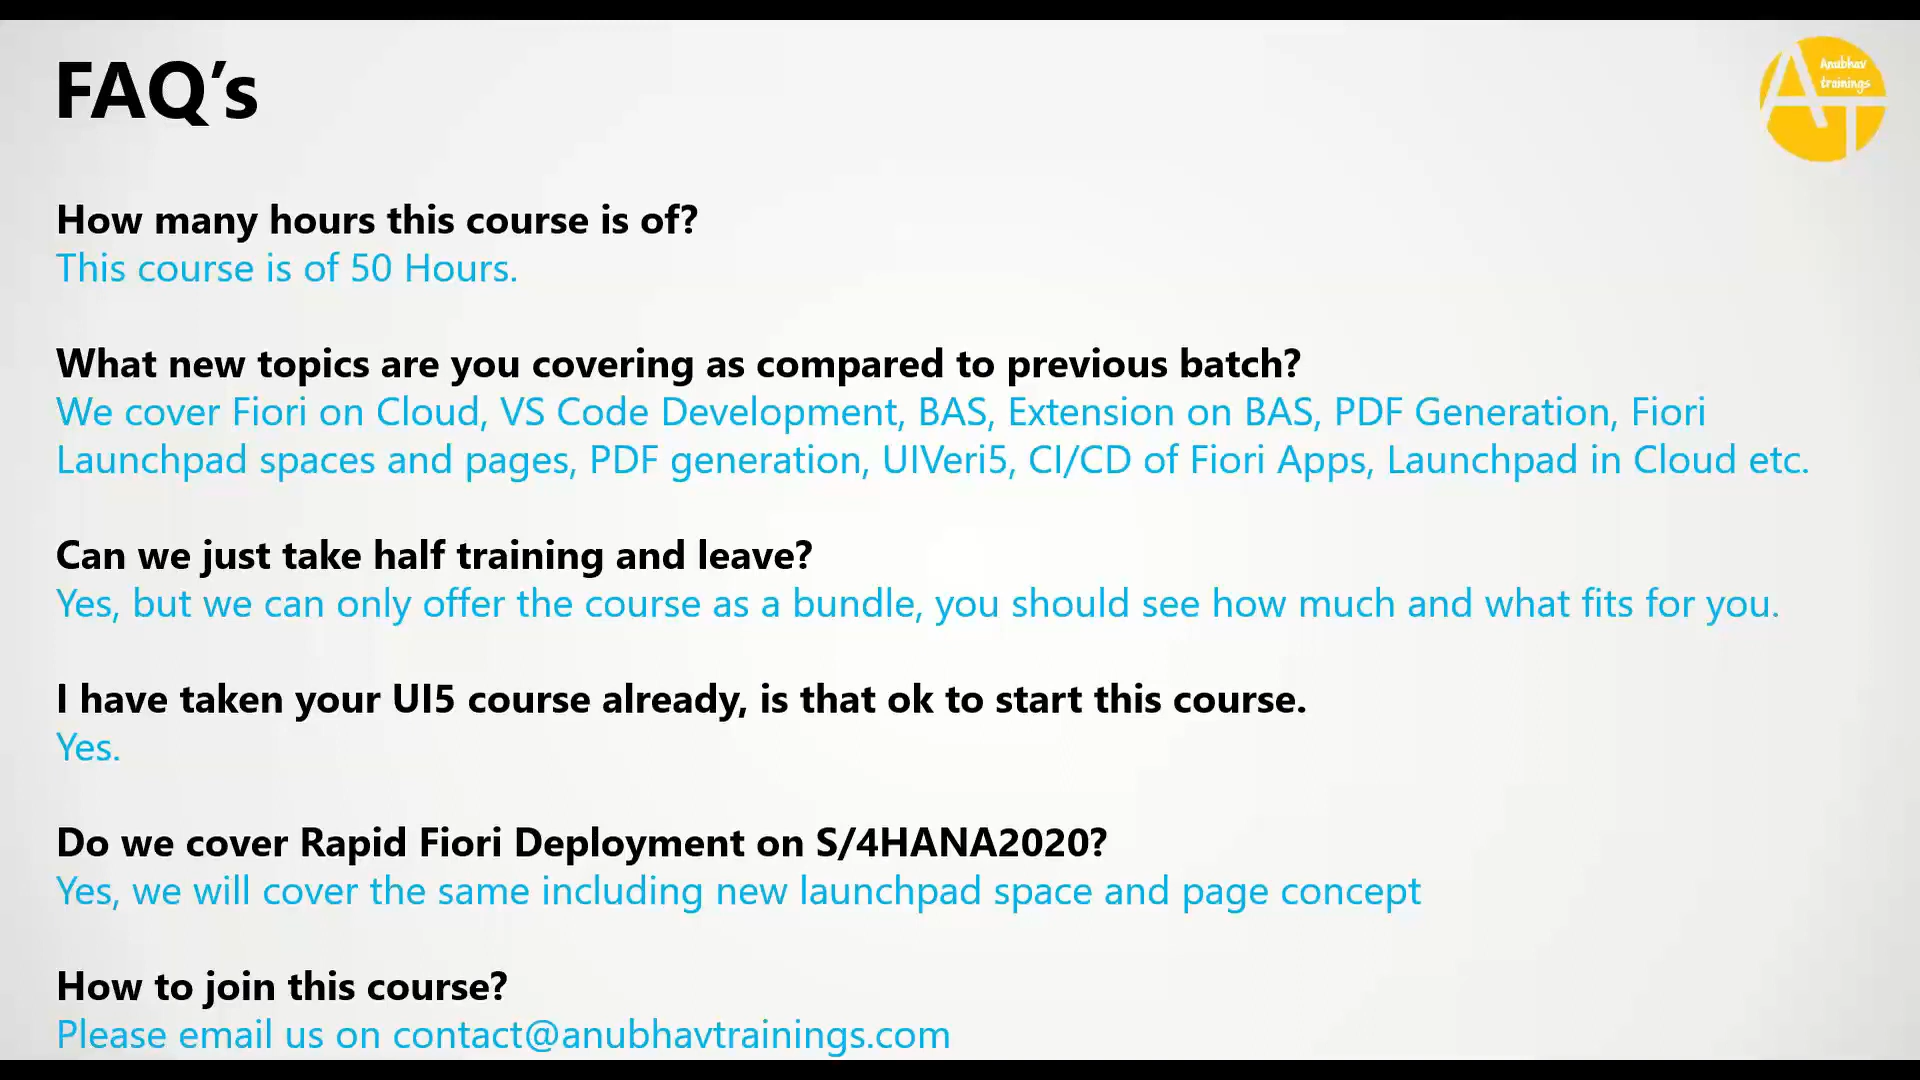 FAQ’s
Anubhav
trainings
How many hours this course is of?
This course is of 50 Hours.
What new topics are you covering as compared to previous batch?
We cover Fiori on Cloud, VS Code Development, BAS, Extension on BAS, PDF Generation, Fiori
Launchpad spaces and pages, PDF generation, UIVeri5, CI/CD of Fiori Apps, Launchpad in Cloud etc.
Can we just take half training and leave?
Yes, but we can only offer the course as a bundle, you should see how much and what fits for you.
I have taken your UI5 course already, is that ok to start this course.
Yes.
Do we cover Rapid Fiori Deployment on S/4HANA2020?
Yes, we will cover the same including new launchpad space and page concept
How to join this course?
Please email us on contact@anubhavtrainings.com